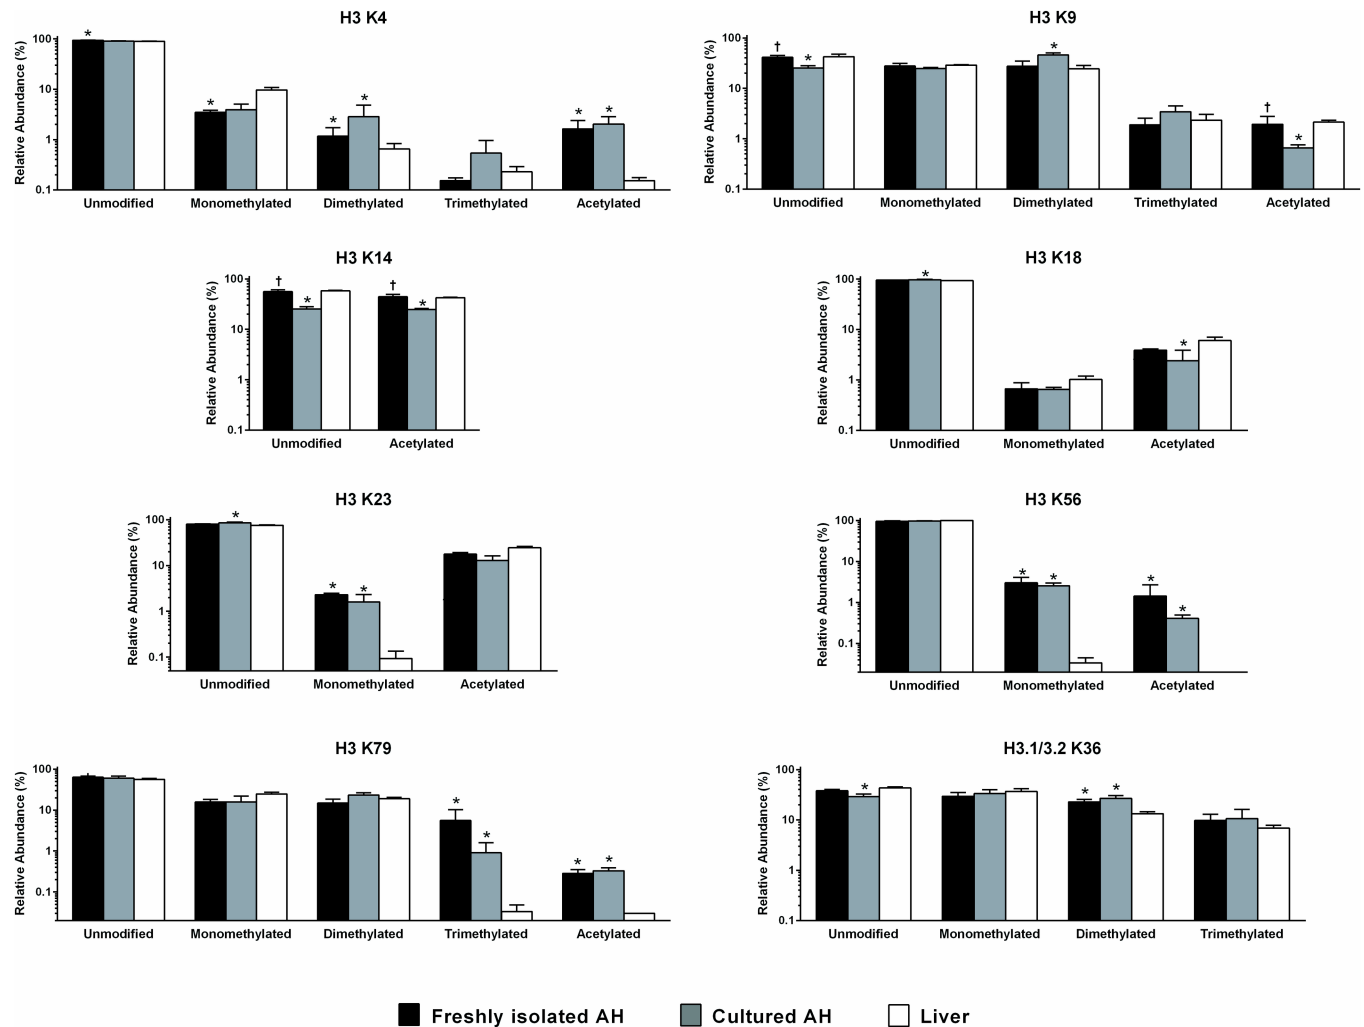 H3 K4
Relative Abundance (%)
100
10
1
0.1
* * * * * *
Unmodified Monomethylated Dimethylated Trimethylated Acetylated
H3 K9
Relative Abundance (%)
100
10
1
0.1
† * * † *
Unmodified Monomethylated Dimethylated Trimethylated Acetylated
H3 K14
Relative Abundance (%)
100
10
1
0.1
† * † *
Unmodified Acetylated
H3 K18
Relative Abundance (%)
100
10
1
0.1
* *
Unmodified Monomethylated Acetylated
H3 K23
Relative Abundance (%)
100
10
1
0.1
* * *
Unmodified Monomethylated Acetylated
H3 K56
Relative Abundance (%)
100
10
1
0.1
* * * *
Unmodified Monomethylated Acetylated
H3 K79
Relative Abundance (%)
100
10
1
0.1
* * * *
Unmodified Monomethylated Dimethylated Trimethylated Acetylated
H3.1/3.2 K36
Relative Abundance (%)
100
10
1
0.1
* * *
Unmodified Monomethylated Dimethylated Trimethylated
Freshly isolated AH Cultured AH Liver